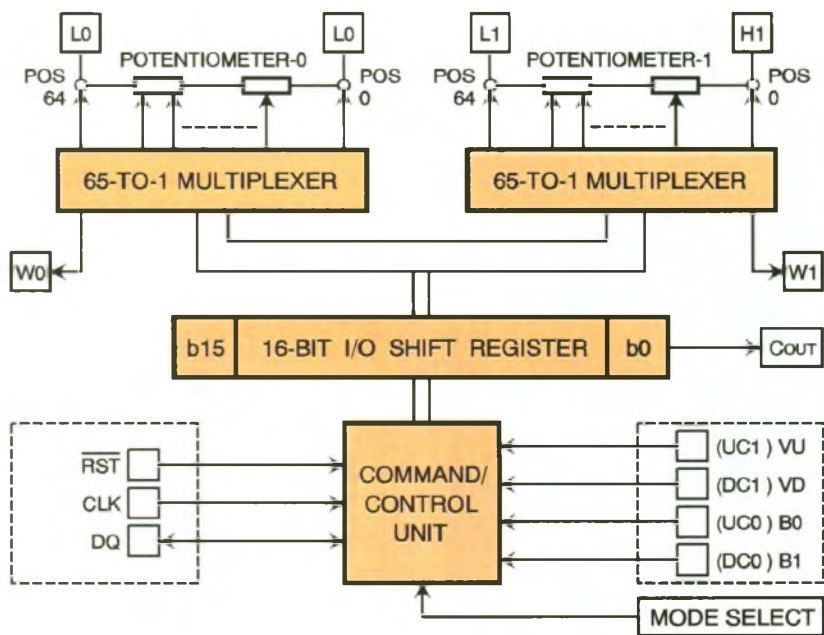 L0
L0
L1
H1
POTENTIOMETER-0
POTENTIOMETER-1
POS
64
POS
0
POS
64
POS
0
65-TO-1 MULTIPLEXER
65-TO-1 MULTIPLEXER
W0
W1
b15
16-BIT I/O SHIFT REGISTER
b0
COUT
RST
CLK
DQ
COMMAND/
CONTROL
UNIT
(UC1) VU
(DC1) VD
(UC0) B0
(DC0) B1
MODE SELECT